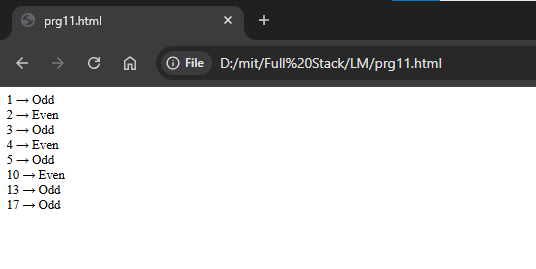 prg11.html
File D:/mit/Full%20Stack/LM/prg11.html
1 → Odd
2 → Even
3 → Odd
4 → Even
5 → Odd
10 → Even
13 → Odd
17 → Odd